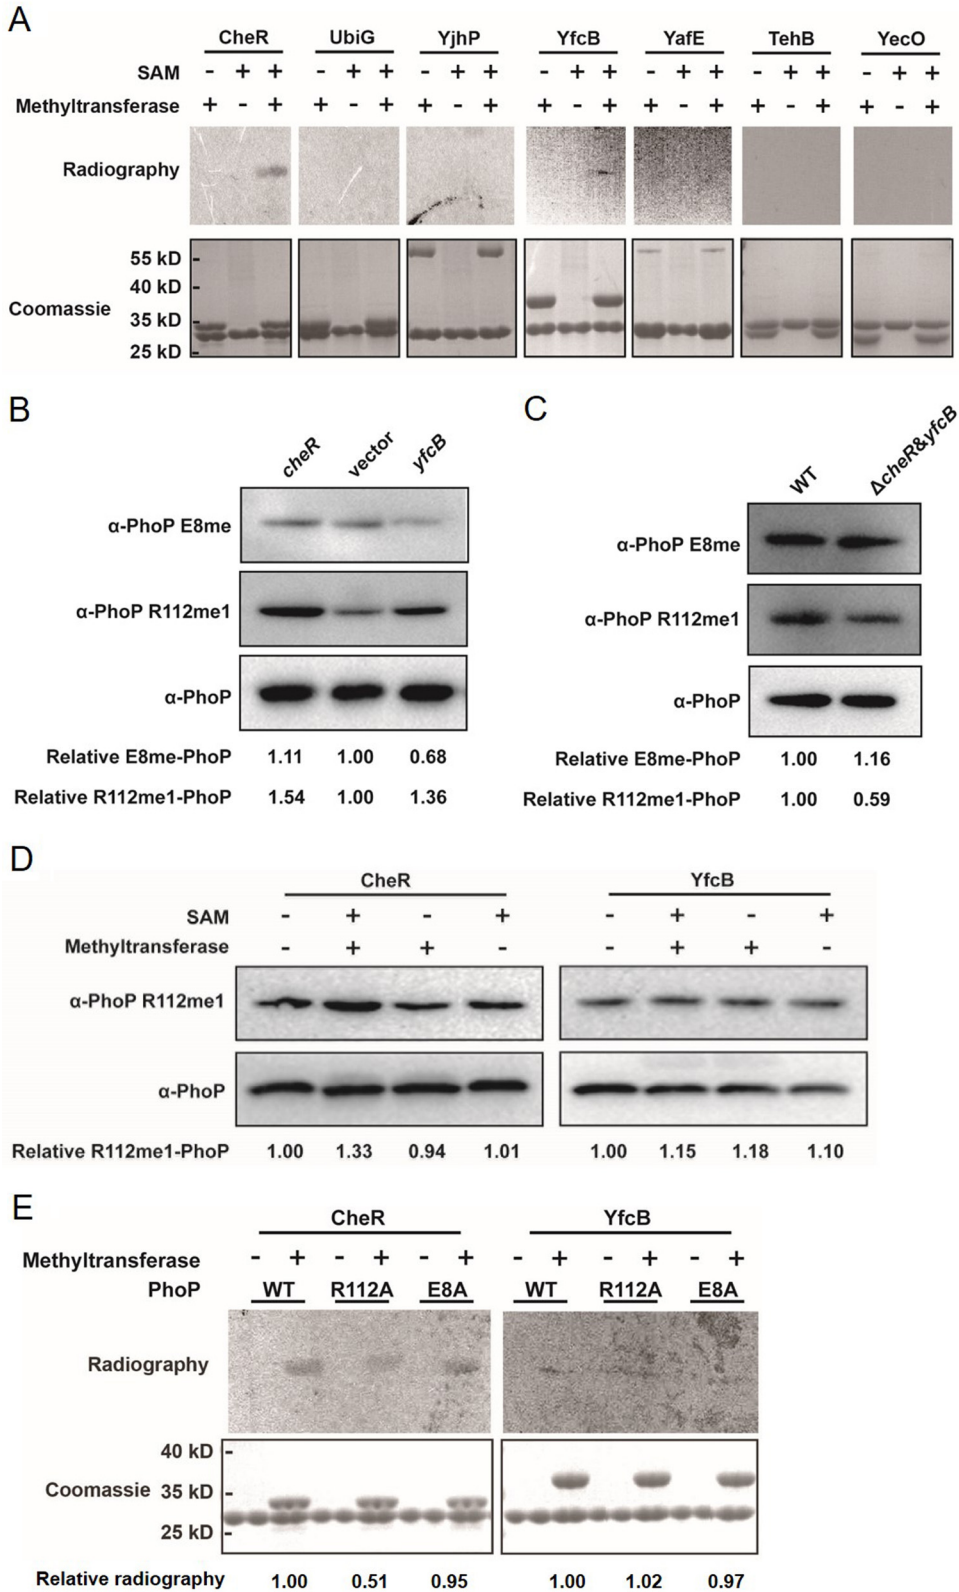 A
CheR UbiG YjhP YfcB YafE TehB YecO
SAM - + + - + + - + + - + + - + + - + + - + +
Methyltransferase + - + + - + + - + + - + + - + + - + + - +
Radiography
55 kD
40 kD
Coomassie
35 kD
25 kD
B
cheR vector yfcB
α-PhoP E8me
α-PhoP R112me1
α-PhoP
Relative E8me-PhoP 1.11 1.00 0.68
Relative R112me1-PhoP 1.54 1.00 1.36
C
WT ΔcheR&yfcB
α-PhoP E8me
α-PhoP R112me1
α-PhoP
Relative E8me-PhoP 1.00 1.16
Relative R112me1-PhoP 1.00 0.59
D
CheR YfcB
SAM - + - + - + - +
Methyltransferase - + + - - + + -
α-PhoP R112me1
α-PhoP
Relative R112me1-PhoP 1.00 1.33 0.94 1.01 1.00 1.15 1.18 1.10
E
CheR YfcB
Methyltransferase - + - + - + - + - + - +
PhoP WT R112A E8A WT R112A E8A
Radiography
40 kD
Coomassie 35 kD
25 kD
Relative radiography 1.00 0.51 0.95 1.00 1.02 0.97